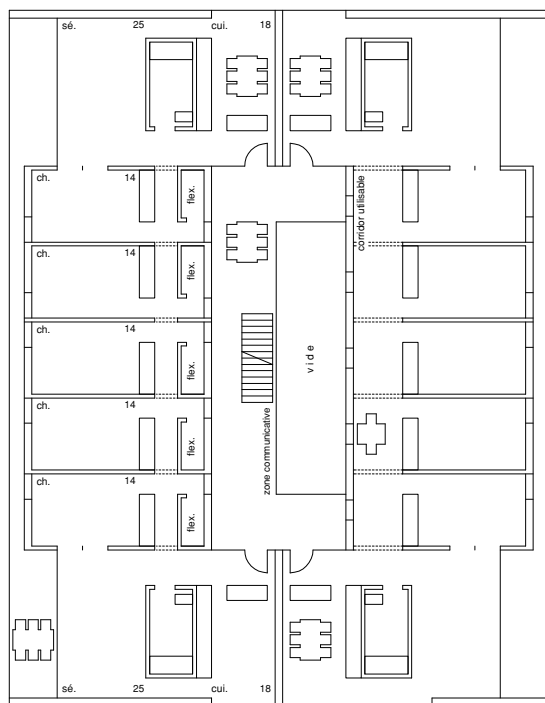 sé. 25 cui. 18
ch. 14
flex.
corridor utilisable
ch. 14
flex.
ch. 14
flex.
vide
ch. 14
flex.
zone communicative
ch. 14
flex.
sé. 25 cui. 18